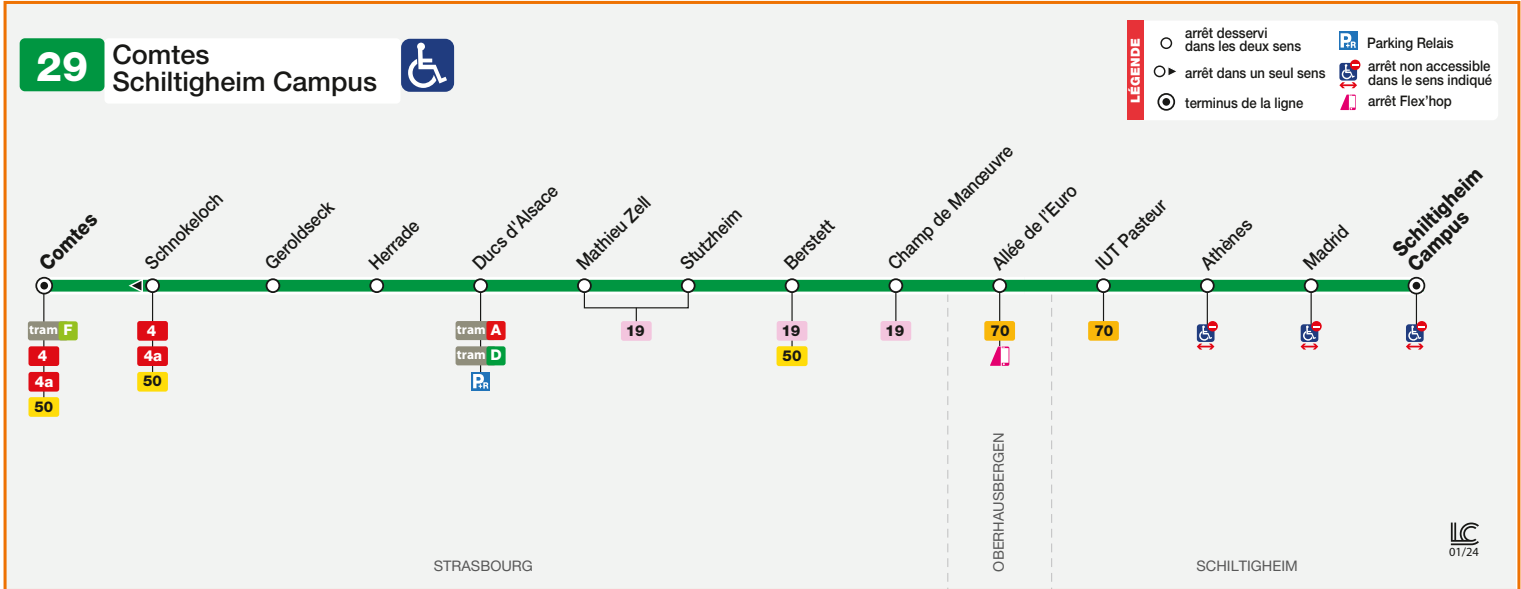 29
Comtes
Schiltigheim Campus
LÉGENDE
arrêt desservi
dans les deux sens
arrêt dans un seul sens
terminus de la ligne
P+R
Parking Relais
arrêt non accessible
dans le sens indiqué
arrêt Flex'hop
Comtes
Schnokeloch
Geroldseck
Herrade
Ducs d'Alsace
Mathieu Zell
Stutzheim
Berstett
Champ de Manœuvre
Allée de l'Euro
IUT Pasteur
Athènes
Madrid
Schiltigheim
Campus
tram F
4
4a
50
4
4a
50
tram A
tram D
P+R
19
19
50
19
70
70
STRASBOURG
OBERHAUSBERGEN
SCHILTIGHEIM
LC
01/24